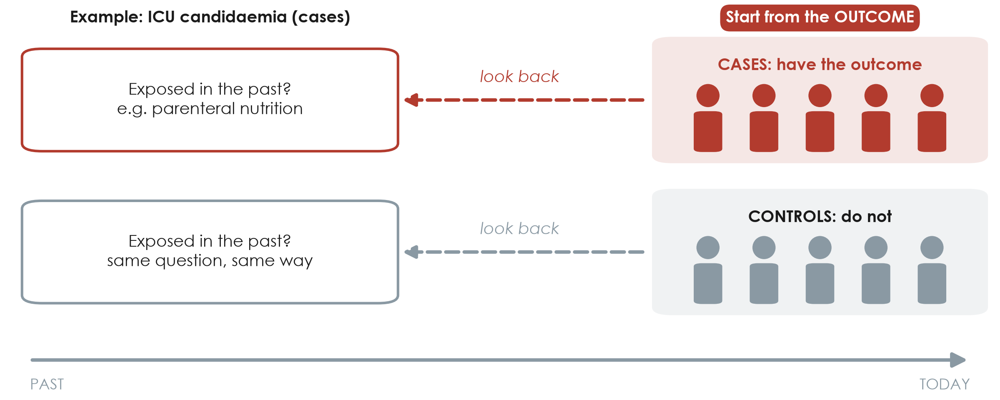 Example: ICU candidaemia (cases)
Start from the OUTCOME
Exposed in the past?
e.g. parenteral nutrition
look back
CASES: have the outcome
Exposed in the past?
same question, same way
look back
CONTROLS: do not
PAST
TODAY